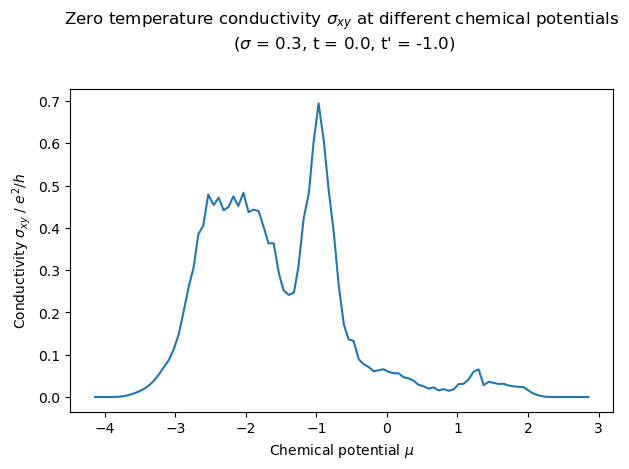 Zero temperature conductivity σxy at different chemical potentials
(σ = 0.3, t = 0.0, t' = -1.0)
0.7
0.6
0.5
0.4
0.3
0.2
0.1
0.0
Conductivity σxy / e²/h
−4 −3 −2 −1 0 1 2 3
Chemical potential μ